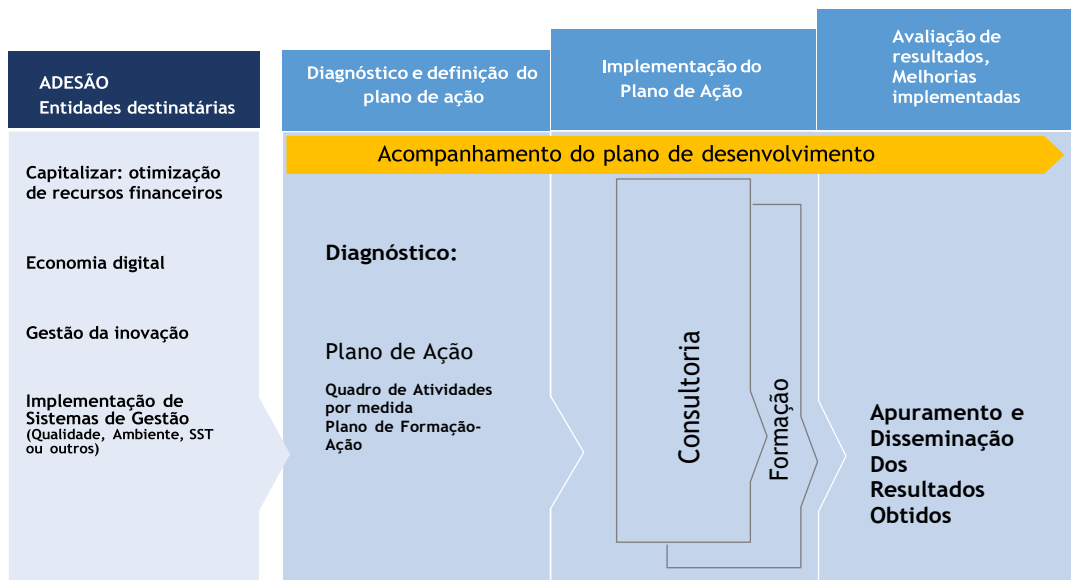 ADESÃO
Entidades destinatárias
Capitalizar: otimização
de recursos financeiros
Economia digital
Gestão da inovação
Implementação de
Sistemas de Gestão
(Qualidade, Ambiente, SST
ou outros)
Diagnóstico e definição do
plano de ação
Implementação do
Plano de Ação
Avaliação de
resultados,
Melhorias
implementadas
Acompanhamento do plano de desenvolvimento
Diagnóstico:
Plano de Ação
Quadro de Atividades
por medida
Plano de Formação-
Ação
Consultoria
Formação
Apuramento e
Disseminação
Dos
Resultados
Obtidos